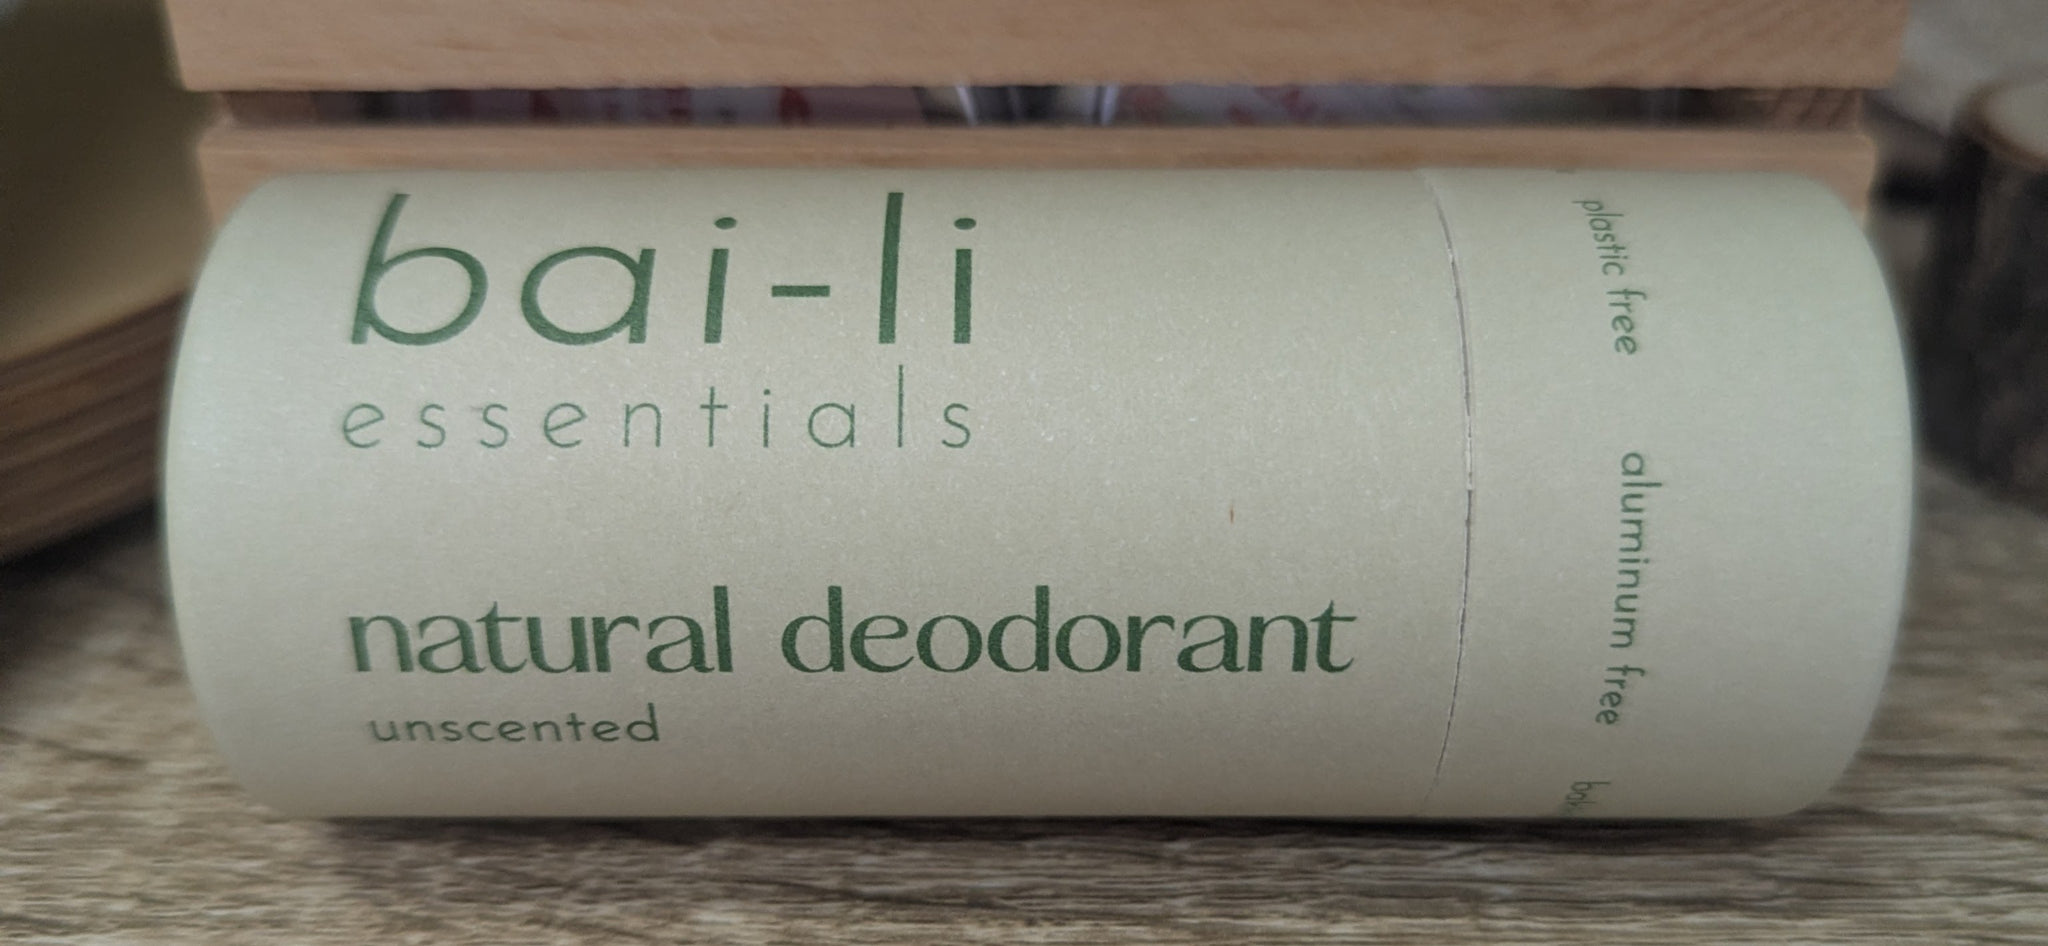 bai-li
essentials
natural deodorant
unscented
plastic free
aluminum free